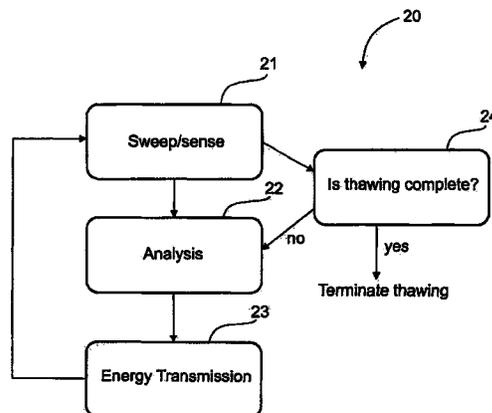 20
21
Sweep/sense
24
Is thawing complete?
22
Analysis
no
yes
Terminate thawing
23
Energy Transmission